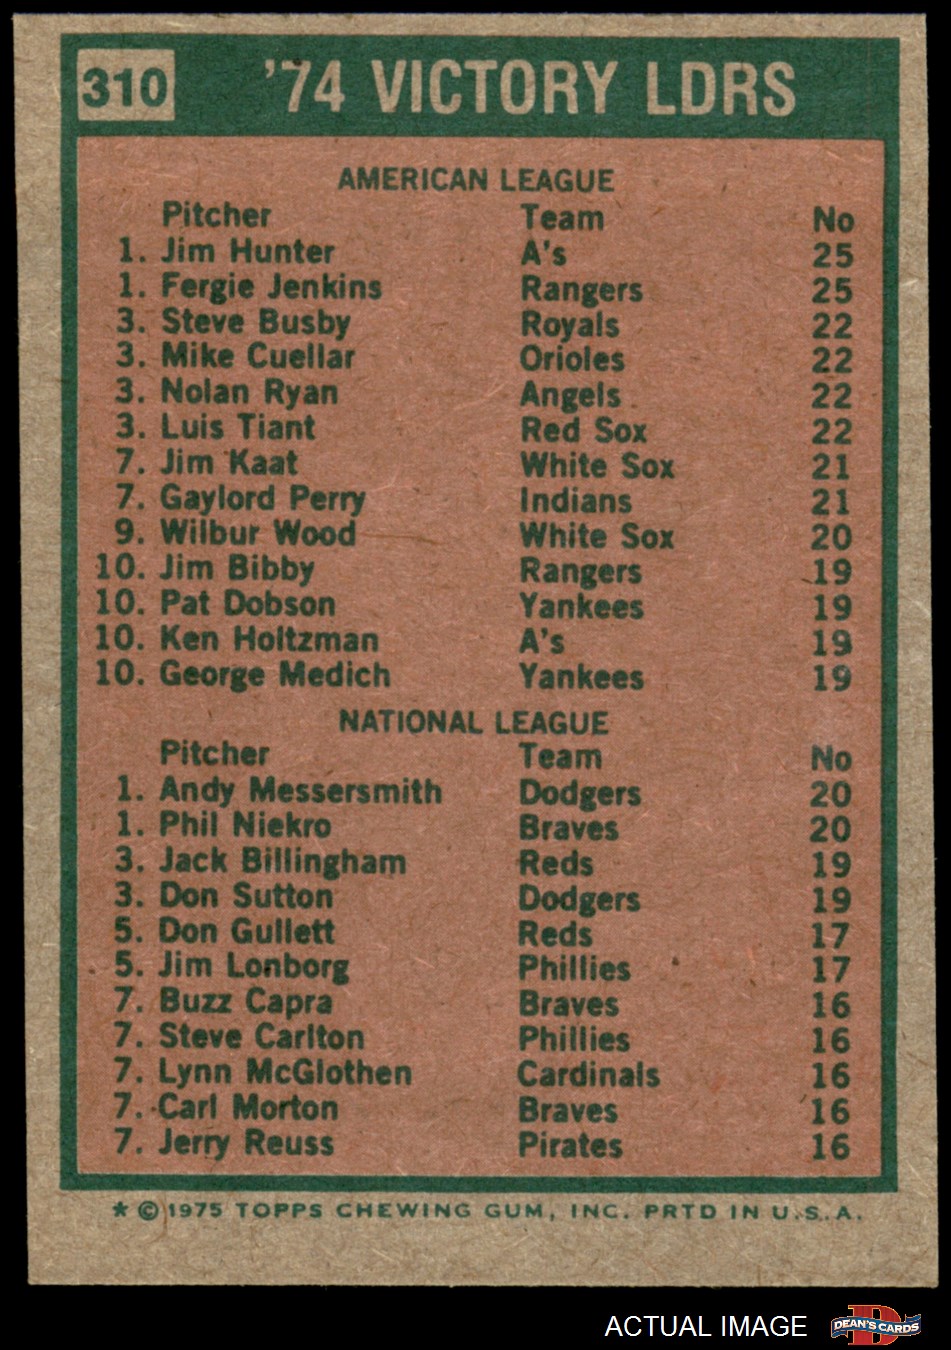 310 '74 VICTORY LDRS
AMERICAN LEAGUE
Pitcher Team No
1. Jim Hunter A's 25
1. Fergie Jenkins Rangers 25
3. Steve Busby Royals 22
3. Mike Cuellar Orioles 22
3. Nolan Ryan Angels 22
3. Luis Tiant Red Sox 22
7. Jim Kaat White Sox 21
7. Gaylord Perry Indians 21
9. Wilbur Wood White Sox 20
10. Jim Bibby Rangers 19
10. Pat Dobson Yankees 19
10. Ken Holtzman A's 19
10. George Medich Yankees 19
NATIONAL LEAGUE
Pitcher Team No
1. Andy Messersmith Dodgers 20
1. Phil Niekro Braves 20
3. Jack Billingham Reds 19
3. Don Sutton Dodgers 19
5. Don Gullett Reds 17
5. Jim Lonborg Phillies 17
7. Buzz Capra Braves 16
7. Steve Carlton Phillies 16
7. Lynn McGlothen Cardinals 16
7. Carl Morton Braves 16
7. Jerry Reuss Pirates 16
* © 1975 TOPPS CHEWING GUM, INC. PRTD IN U.S.A.
ACTUAL IMAGE D DEAN'S CARDS